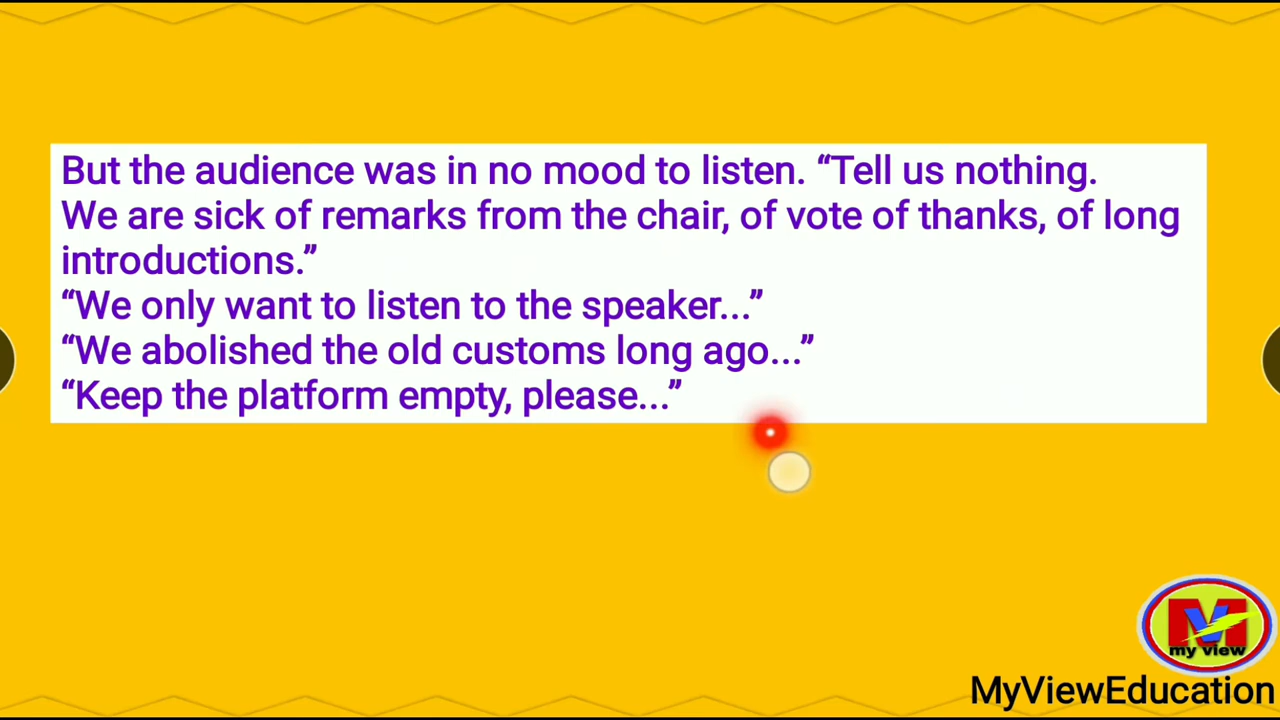 But the audience was in no mood to listen. “Tell us nothing.
We are sick of remarks from the chair, of vote of thanks, of long
introductions.”
“We only want to listen to the speaker...”
“We abolished the old customs long ago...”
“Keep the platform empty, please...”
MV
my view
MyViewEducation